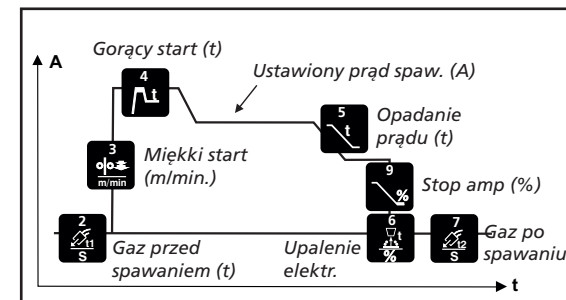 A
Gorący start (t)
4
t
Ustawiony prąd spaw. (A)
5
t
Opadanie
prądu (t)
3
m/min
Miękki start
(m/min.)
9
%
Stop amp (%)
2
t1
S
Gaz przed
spawaniem (t)
Upalenie
elektr.
6
t
%
7
t2
S
Gaz po
spawaniu
t